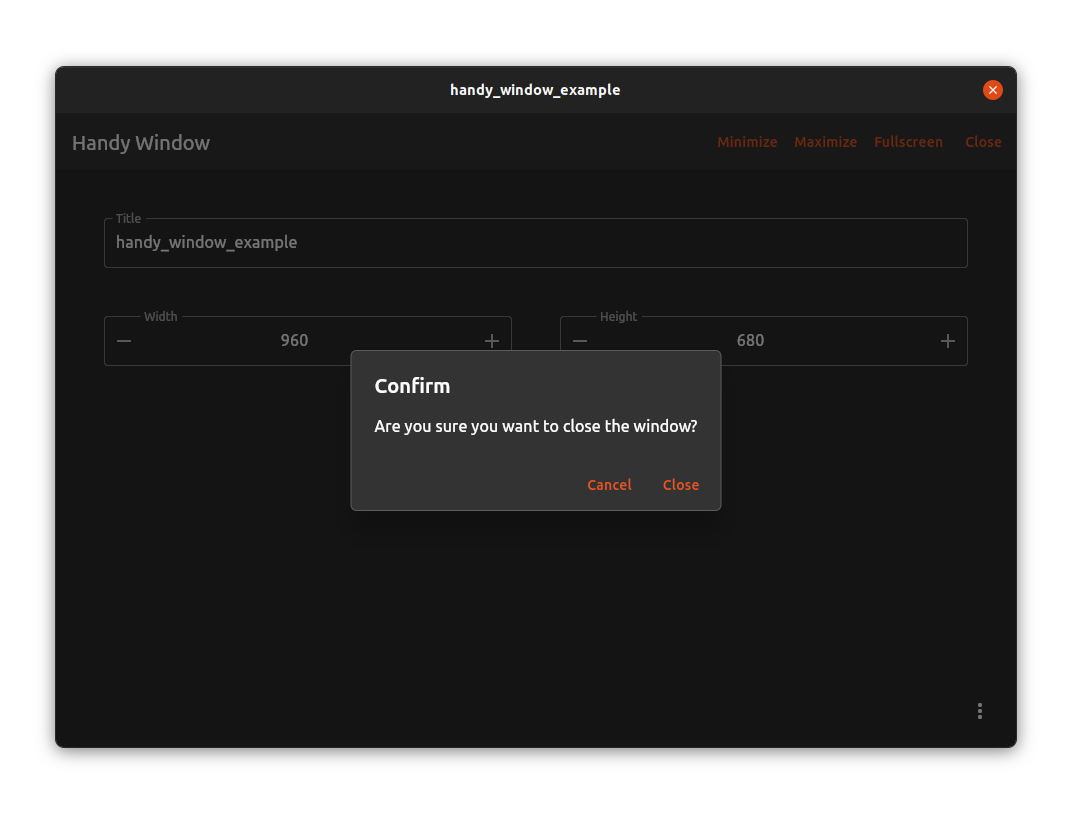 handy_window_example
Handy Window
Minimize Maximize Fullscreen Close
Title
handy_window_example
Width Height
960 680
Confirm
Are you sure you want to close the window?
Cancel Close